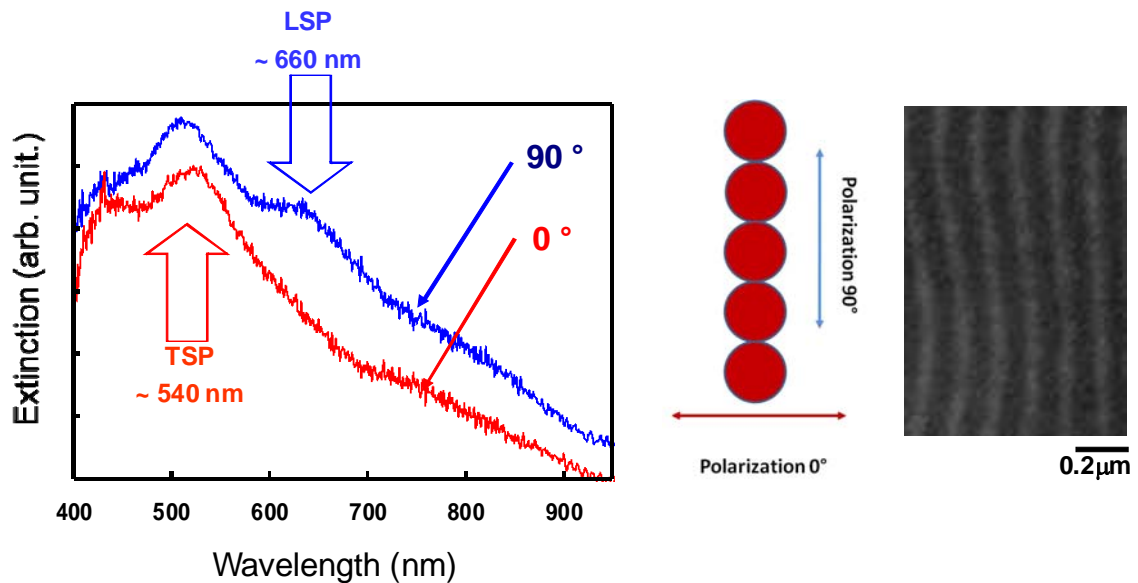 LSP
~ 660 nm
Extinction (arb. unit.)
90 °
0 °
TSP
~ 540 nm
400 500 600 700 800 900
Wavelength (nm)
Polarization 90°
Polarization 0°
0.2μm